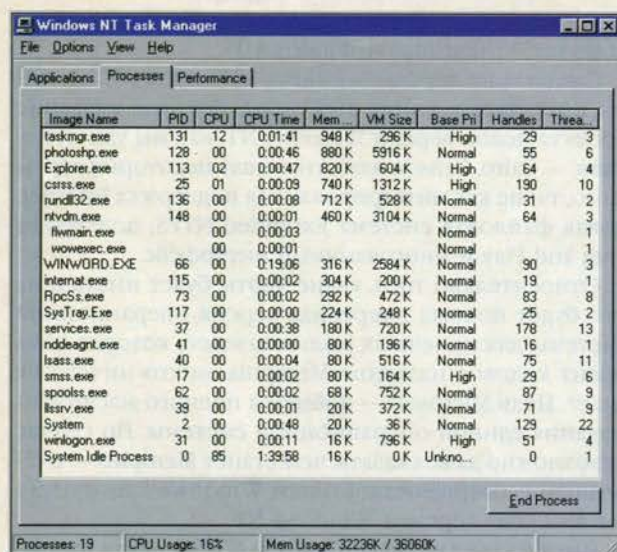 Windows NT Task Manager
File Options View Help
Applications Processes Performance
Image Name PID CPU CPU Time Mem ... VM Size Base Pri Handles Threa...
taskmgr.exe 131 12 0:01:41 948 K 296 K High 29 3
photoshp.exe 128 00 0:00:46 880 K 5916 K Normal 55 4
Explorer.exe 113 02 0:00:47 820 K 604 K High 64 6
csrss.exe 25 01 0:00:09 740 K 1312 K High 190 10
rundll32.exe 136 00 0:00:08 712 K 528 K Normal 31 2
ntvdm.exe 148 00 0:00:01 460 K 3104 K Normal 64 3
flwmain.exe 00 0:00:01 Normal 1
wowexec.exe 00 0:00:01 Normal 1
WINWORD.EXE 66 00 0:19:06 316 K 2584 K Normal 90 3
internat.exe 115 00 0:00:02 304 K 200 K Normal 19 1
RpcSs.exe 73 00 0:00:02 292 K 472 K Normal 83 8
SysTray.Exe 117 00 0:00:00 224 K 248 K Normal 25 2
services.exe 37 00 0:00:38 180 K 720 K Normal 178 13
nddeagnt.exe 41 00 0:00:00 80 K 196 K Normal 16 1
lsass.exe 40 00 0:00:04 80 K 516 K Normal 75 11
smss.exe 17 00 0:00:02 80 K 164 K High 29 6
spoolss.exe 34 00 0:00:02 20 K 752 K Normal 87 7
llssrv.exe 39 00 0:00:01 20 K 372 K Normal 71 9
System 2 00 0:00:48 20 K 36 K Normal 129 22
winlogon.exe 31 00 0:00:11 16 K 796 K High 51 4
System Idle Process 0 85 1:39:58 16 K 0 K Unkno... 0 1
End Process
Processes: 19 CPU Usage: 16% Mem Usage: 32236K / 36060K